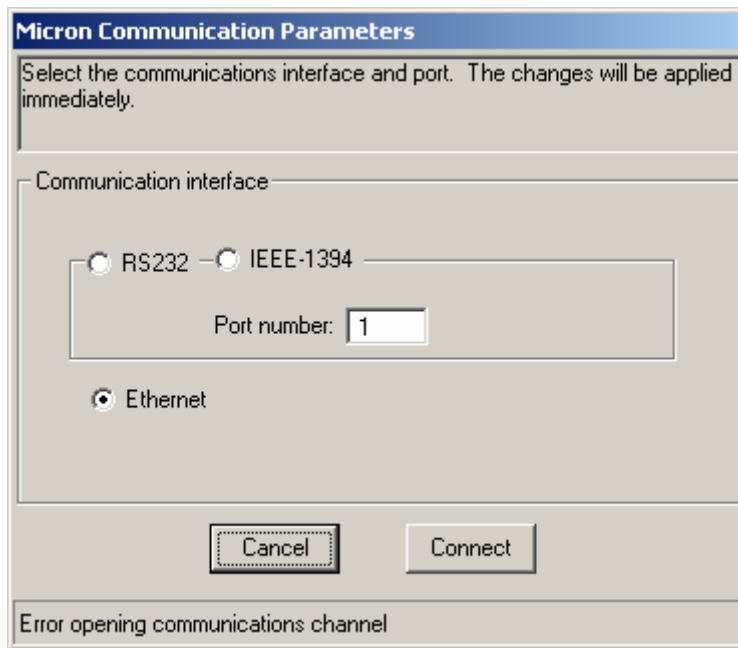 Micron Communication Parameters
Select the communications interface and port.  The changes will be applied
immediately.
Communication interface
RS232 IEEE-1394
Port number: 1
Ethernet
Cancel Connect
Error opening communications channel